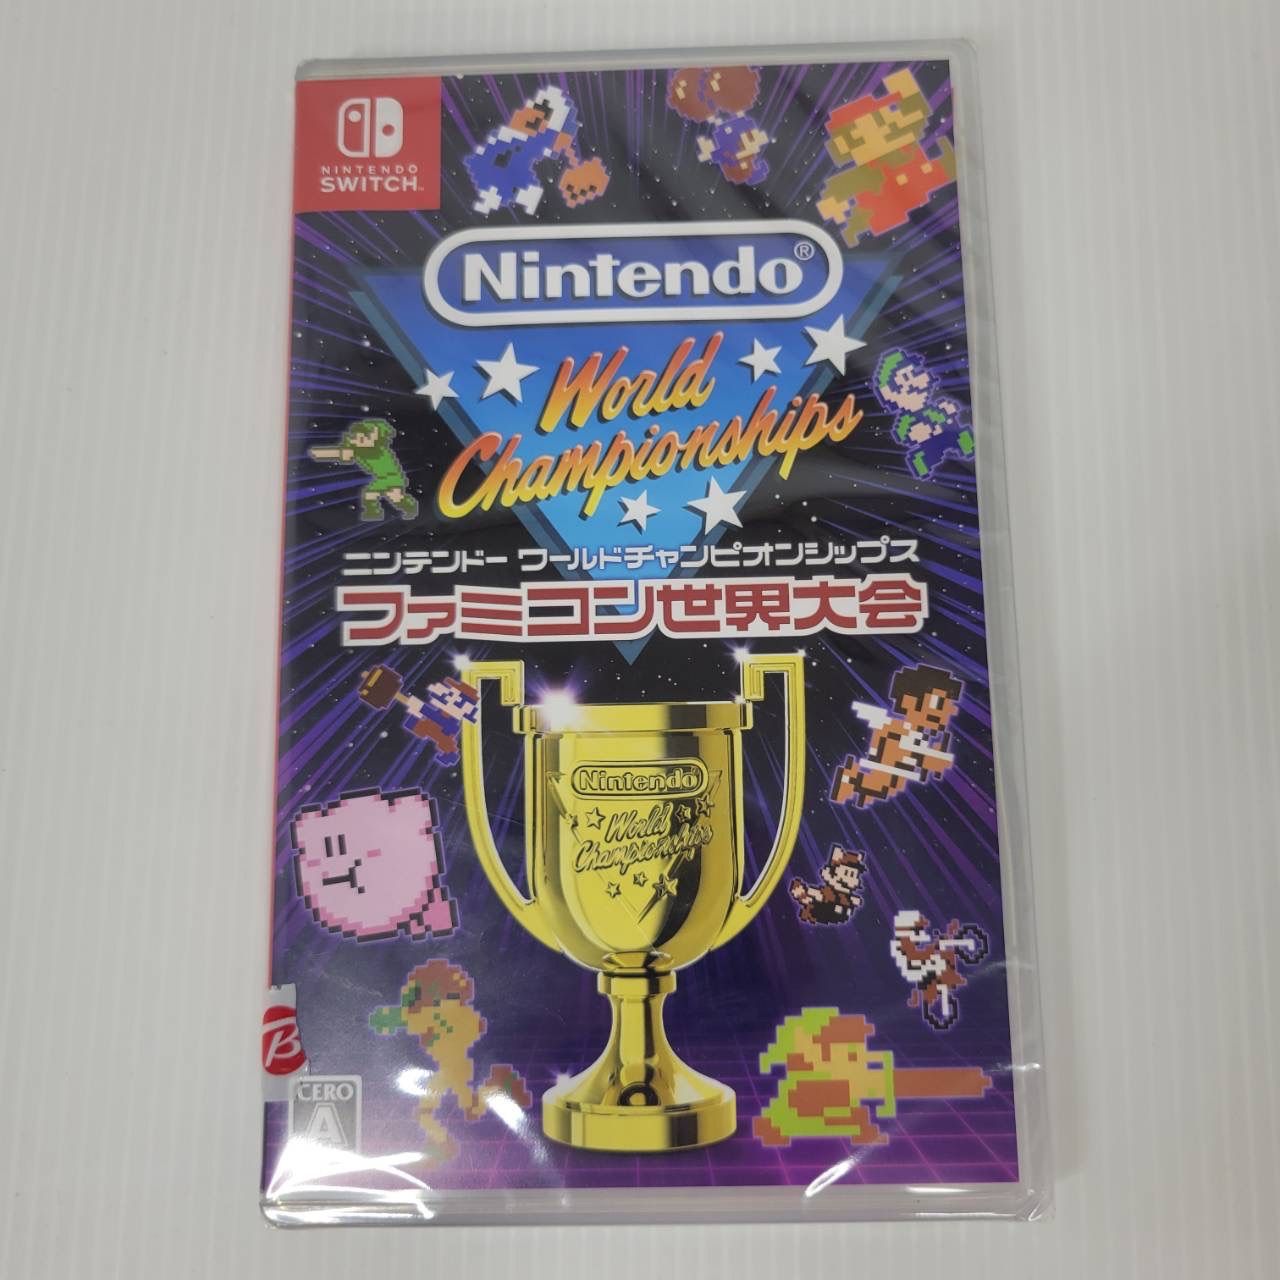 NINTENDO
SWITCH™
Nintendo®
World
Championships
ニンテンドー ワールドチャンピオンシップス
ファミコン世界大会
Nintendo
World
Championships
B
CERO
A